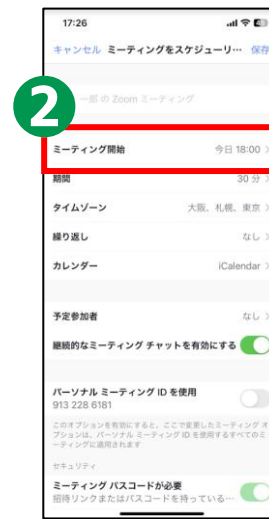 17:26
キャンセル ミーティングをスケジューリ… 保存
2
一郎 の Zoom ミーティング
ミーティング開始 今日 18:00
期間 30 分
タイムゾーン 大阪、札幌、東京
繰り返し なし
カレンダー iCalendar
予定参加者 なし
継続的なミーティング チャットを有効にする
パーソナル ミーティング ID を使用
913 228 6181
このオプションを有効にすると、ここで変更したミーティング オ
プションは、パーソナル ミーティング ID を使用するすべてのミ
ーティングに適用されます
セキュリティ
ミーティング パスコードが必要
招待リンクまたはパスコードを持っている…